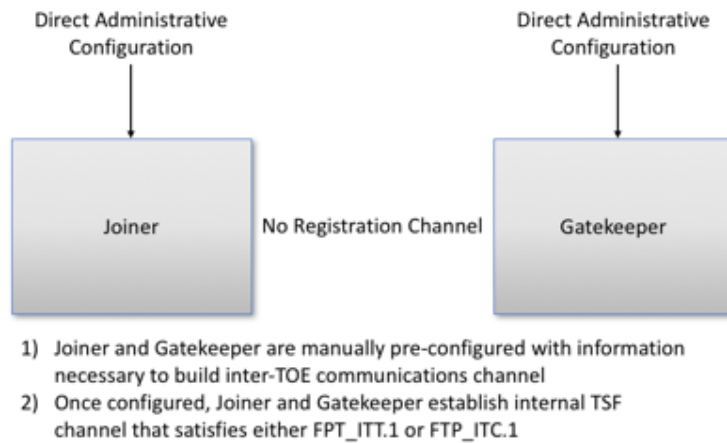 Direct Administrative
Configuration
Direct Administrative
Configuration
Joiner
No Registration Channel
Gatekeeper
1) Joiner and Gatekeeper are manually pre-configured with information
necessary to build inter-TOE communications channel
2) Once configured, Joiner and Gatekeeper establish internal TSF
channel that satisfies either FPT_ITT.1 or FTP_ITC.1